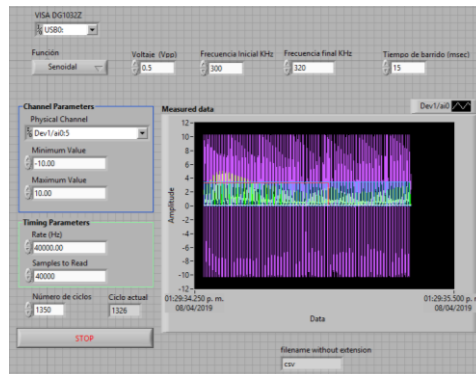 VISA DG1032Z
USB0:
Función
Voltaje (Vpp)
Frecuencia Inicial KHz
Frecuencia final KHz
Tiempo de barrido (msec)
Senoidal
0.5
300
320
15
Channel Parameters
Physical Channel
Dev1/ai0:5
Minimum Value
-10.00
Maximum Value
10.00
Timing Parameters
Rate (Hz)
40000.00
Samples to Read
40000
Número de ciclos
Ciclo actual
1350
1326
STOP
Measured data
Dev1/ai0
12
10
8
6
4
2
0
-2
-4
-6
-8
-10
-12
Amplitude
01:29:34.250 p. m.
08/04/2019
01:29:35.500 p. m.
08/04/2019
Data
filename without extension
csv